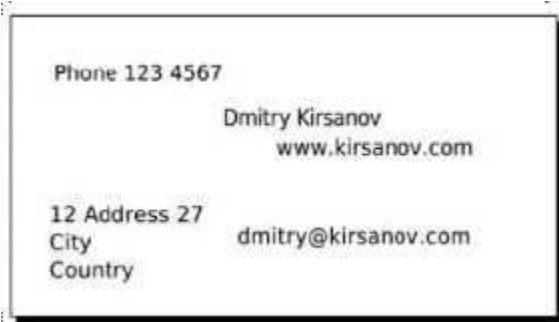 Phone 123 4567
Dmitry Kirsanov
www.kirsanov.com
12 Address 27
City
Country
dmitry@kirsanov.com